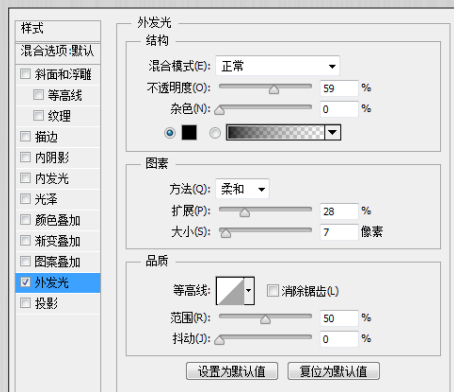 样式
混合选项:默认
斜面和浮雕
等高线
纹理
描边
内阴影
内发光
光泽
颜色叠加
渐变叠加
图案叠加
外发光
投影
外发光
结构
混合模式(E): 正常
不透明度(O): 59 %
杂色(N): 0 %
图素
方法(Q): 柔和
扩展(P): 28 %
大小(S): 7 像素
品质
等高线: 消除锯齿(L)
范围(R): 50 %
抖动(J): 0 %
设置为默认值 复位为默认值